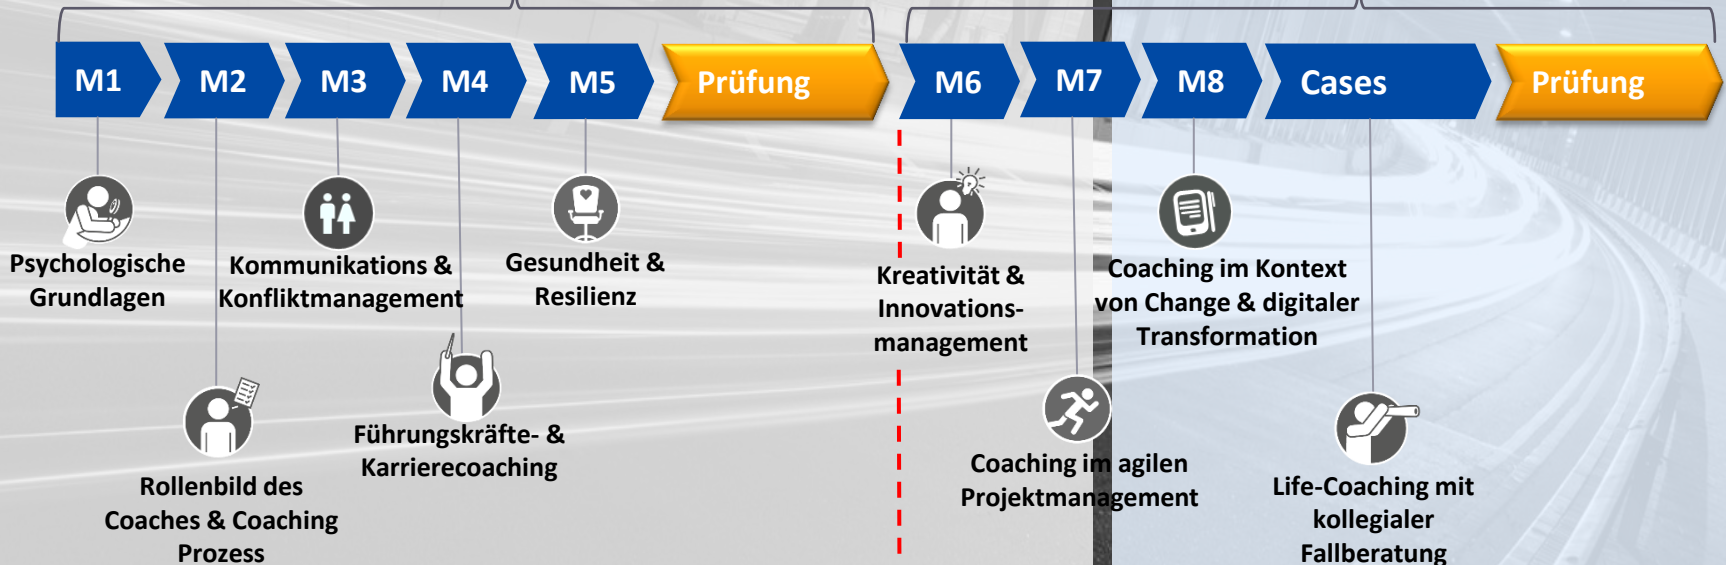 M1
M2
M3
M4
M5
Prüfung
M6
M7
M8
Cases
Prüfung
Psychologische
Grundlagen
Rollenbild des
Coaches & Coaching
Prozess
Kommunikations &
Konfliktmanagement
Führungskräfte- &
Karrierecoaching
Gesundheit &
Resilienz
Kreativität &
Innovations-
management
Coaching im agilen
Projektmanagement
Coaching im Kontext
von Change & digitaler
Transformation
Life-Coaching mit
kollegialer
Fallberatung